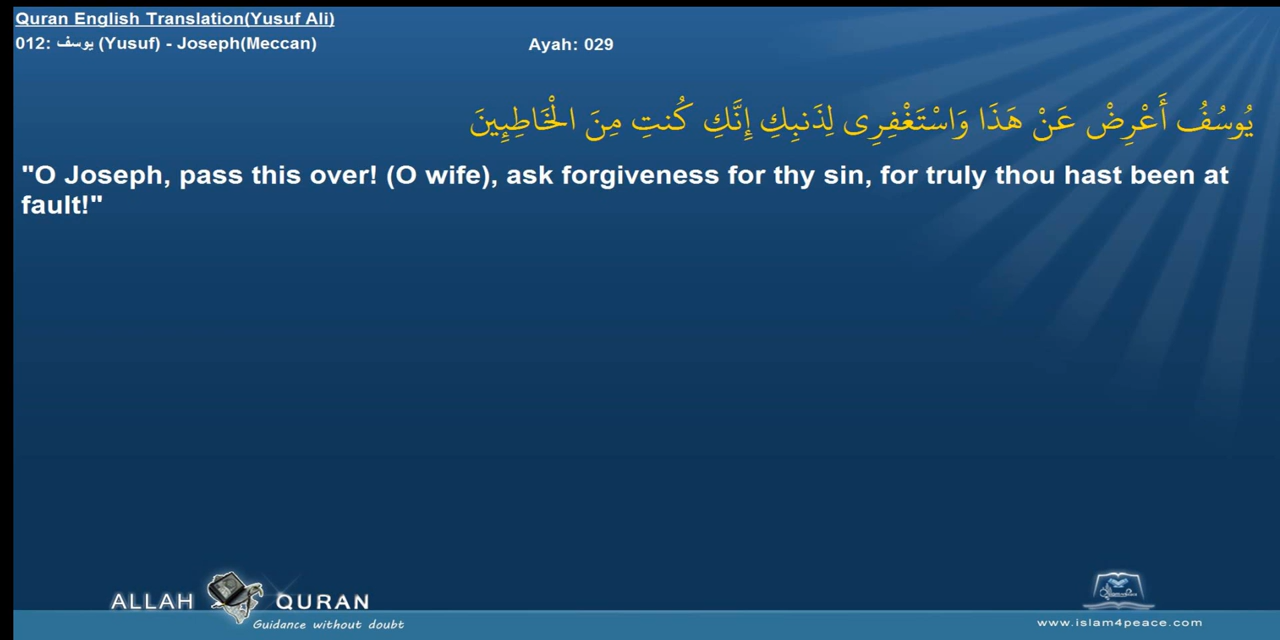 Quran English Translation(Yusuf Ali)
012: يوسف (Yusuf) - Joseph(Meccan) Ayah: 029
يُوسُفُ أَعْرِضْ عَنْ هَذَا وَاسْتَغْفِرِى لِذَنبِكِ إِنَّكِ كُنتِ مِنَ الْخَاطِئِينَ
"O Joseph, pass this over! (O wife), ask forgiveness for thy sin, for truly thou hast been at
fault!"
ALLAH QURAN
Guidance without doubt
www.islam4peace.com